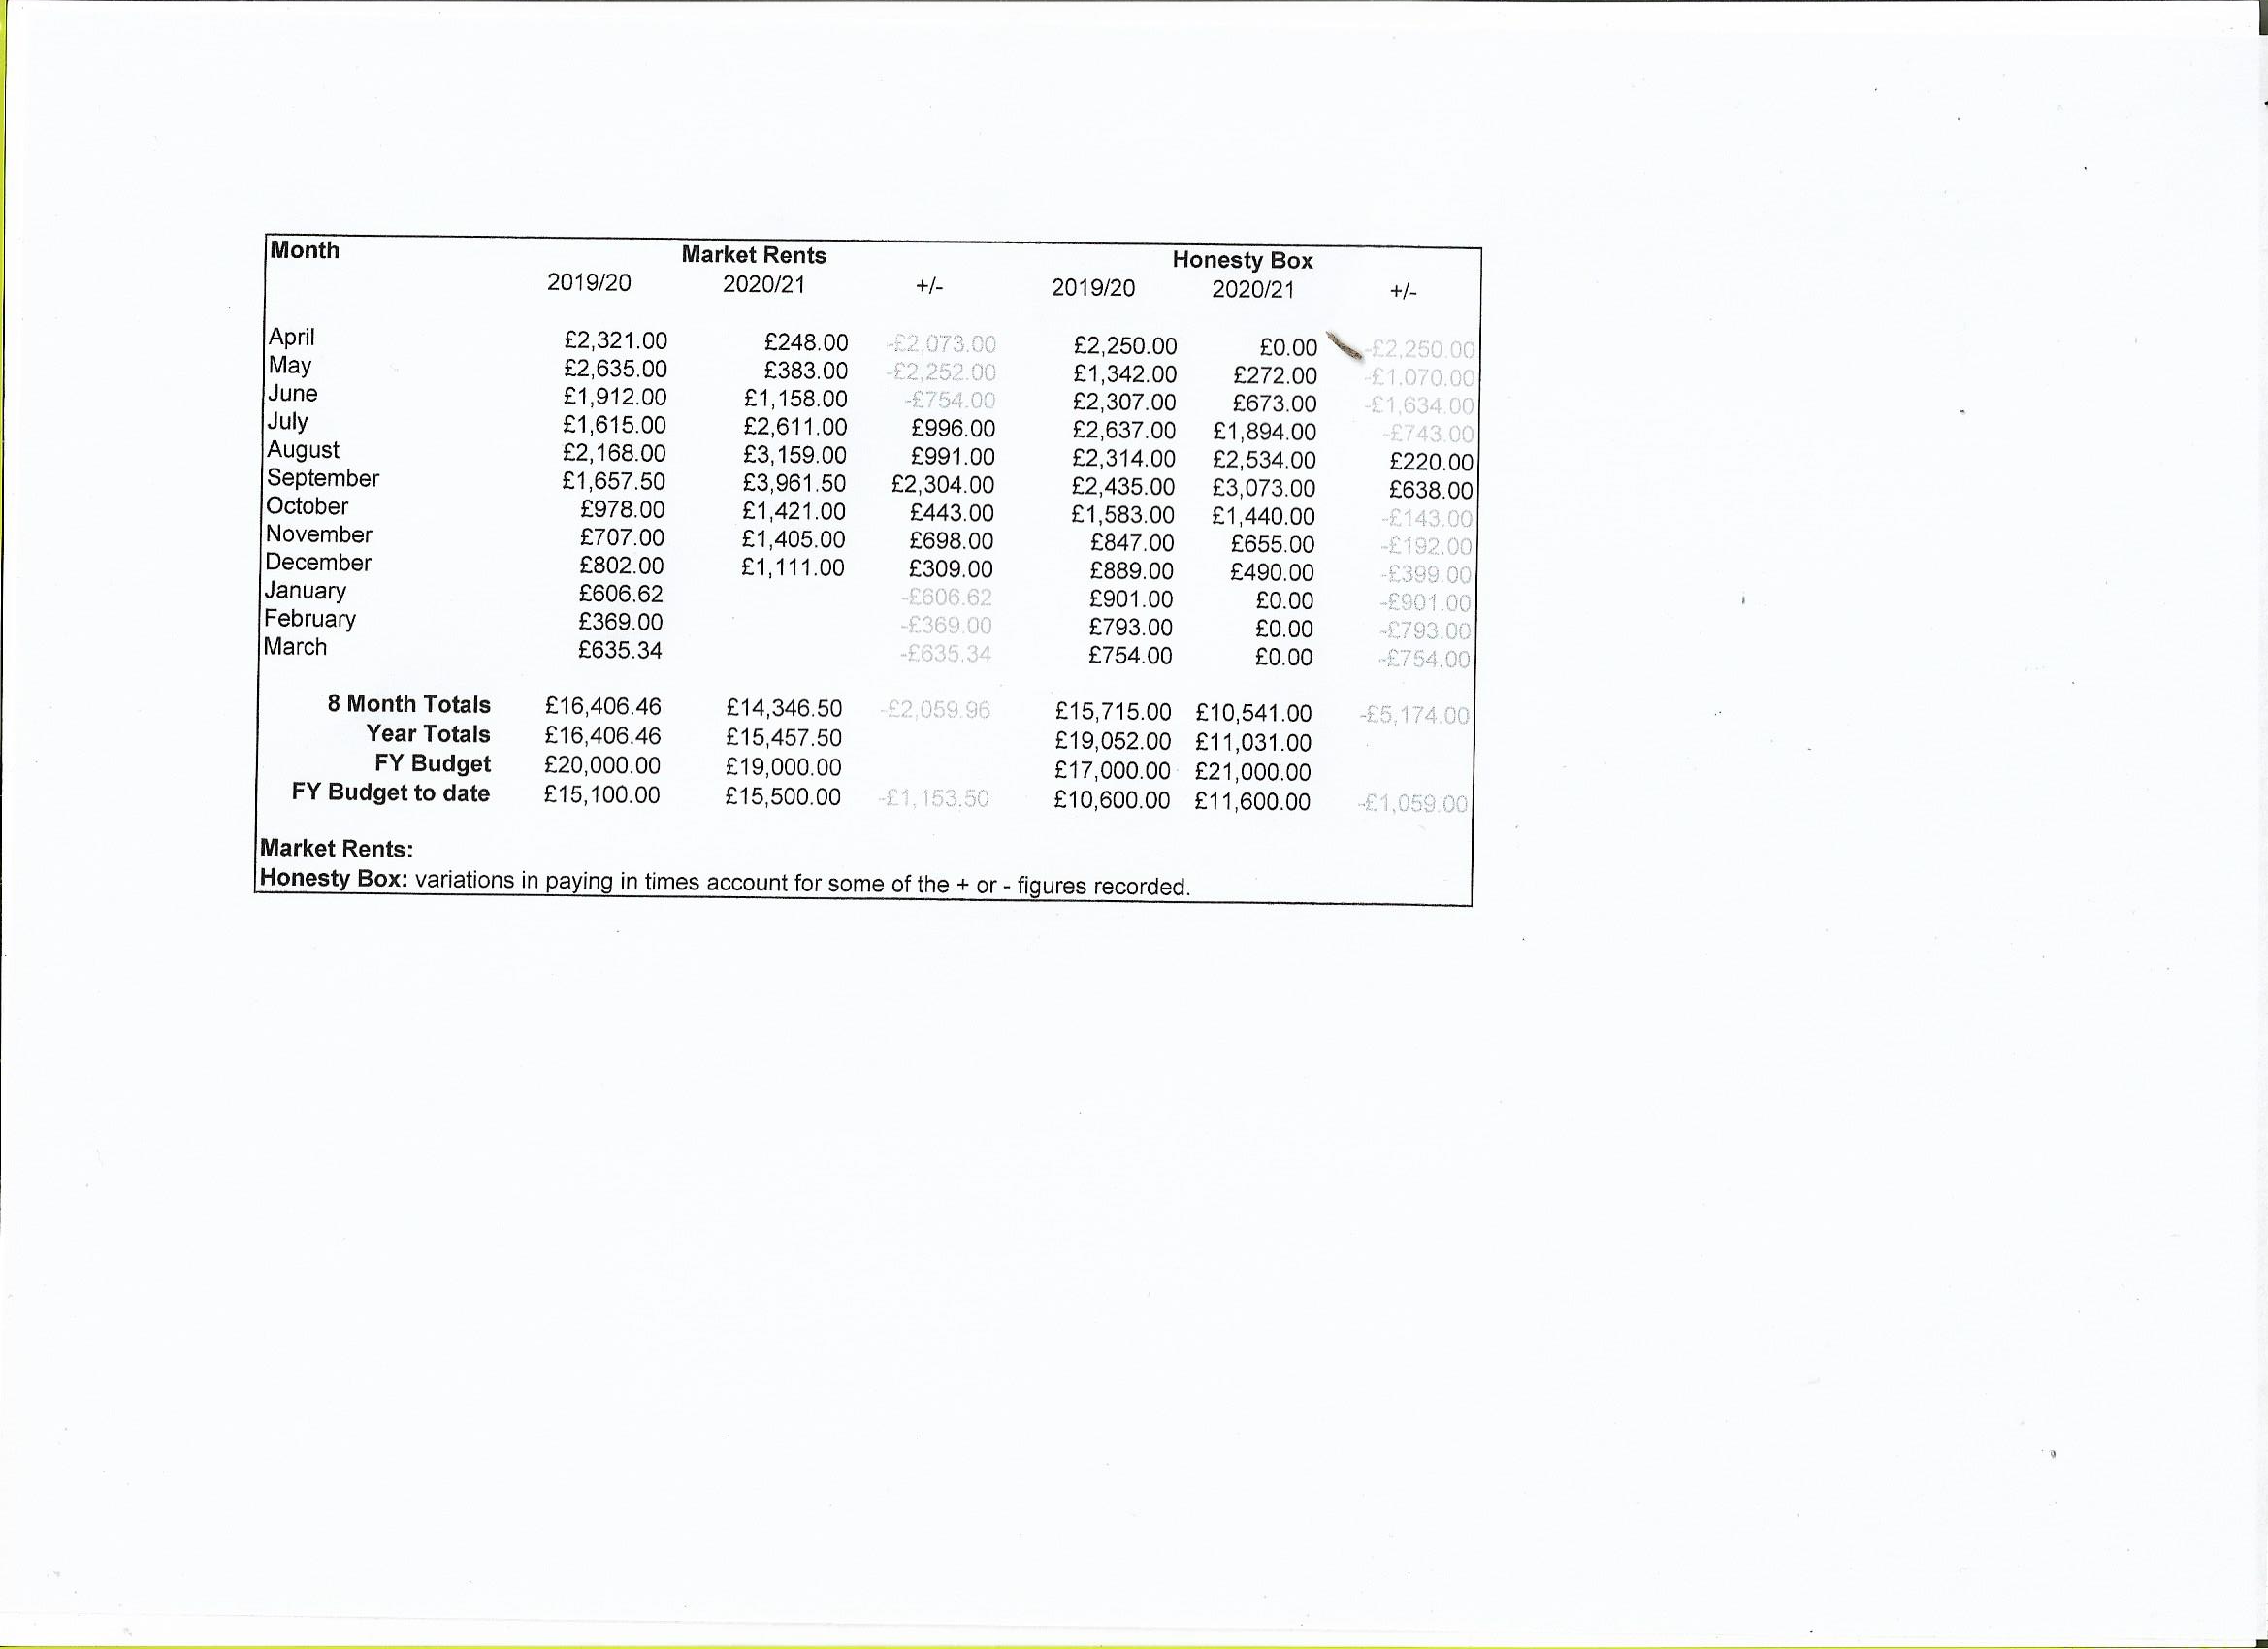 Month Market Rents Honesty Box
2019/20 2020/21 +/- 2019/20 2020/21 +/-
April £2,321.00 £248.00 -£2,073.00 £2,250.00 £0.00 -£2,250.00
May £2,635.00 £383.00 -£2,252.00 £1,342.00 £272.00 -£1,070.00
June £1,912.00 £1,158.00 -£754.00 £2,307.00 £673.00 -£1,634.00
July £1,615.00 £2,611.00 £996.00 £2,637.00 £1,894.00 -£743.00
August £2,168.00 £3,159.00 £991.00 £2,314.00 £2,534.00 £220.00
September £1,657.50 £3,961.50 £2,304.00 £2,435.00 £3,073.00 £638.00
October £978.00 £1,421.00 £443.00 £1,583.00 £1,440.00 -£143.00
November £707.00 £1,405.00 £698.00 £847.00 £655.00 -£192.00
December £802.00 £1,111.00 £309.00 £889.00 £490.00 -£399.00
January £606.62 -£606.62 £901.00 £0.00 -£901.00
February £369.00 -£369.00 £793.00 £0.00 -£793.00
March £635.34 -£635.34 £754.00 £0.00 -£754.00
8 Month Totals £16,406.46 £14,346.50 -£2,059.96 £15,715.00 £10,541.00 -£5,174.00
Year Totals £16,406.46 £15,457.50 £19,052.00 £11,031.00
FY Budget £20,000.00 £19,000.00 £17,000.00 £21,000.00
FY Budget to date £15,100.00 £15,500.00 -£1,153.50 £10,600.00 £11,600.00 -£1,059.00
Market Rents:
Honesty Box: variations in paying in times account for some of the + or - figures recorded.